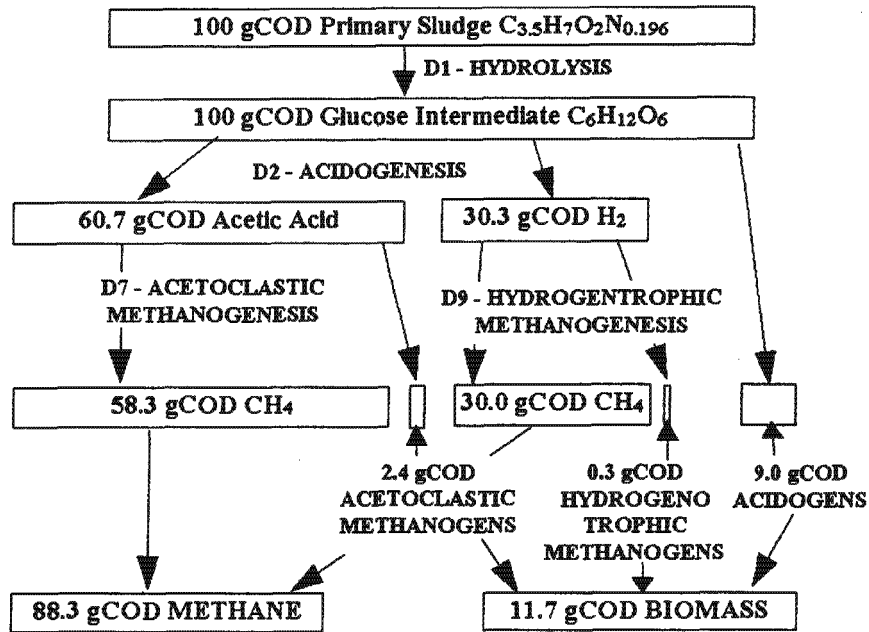 100 gCOD Primary Sludge C3.5H7O2N0.196
D1 - HYDROLYSIS
100 gCOD Glucose Intermediate C6H12O6
D2 - ACIDOGENESIS
60.7 gCOD Acetic Acid
30.3 gCOD H2
D7 - ACETOCLASTIC
METHANOGENESIS
D9 - HYDROGENTROPHIC
METHANOGENESIS
58.3 gCOD CH4
30.0 gCOD CH4
2.4 gCOD
ACETOCLASTIC
METHANOGENS
0.3 gCOD
HYDROGENO
TROPHIC
METHANOGENS
9.0 gCOD
ACIDOGENS
88.3 gCOD METHANE
11.7 gCOD BIOMASS